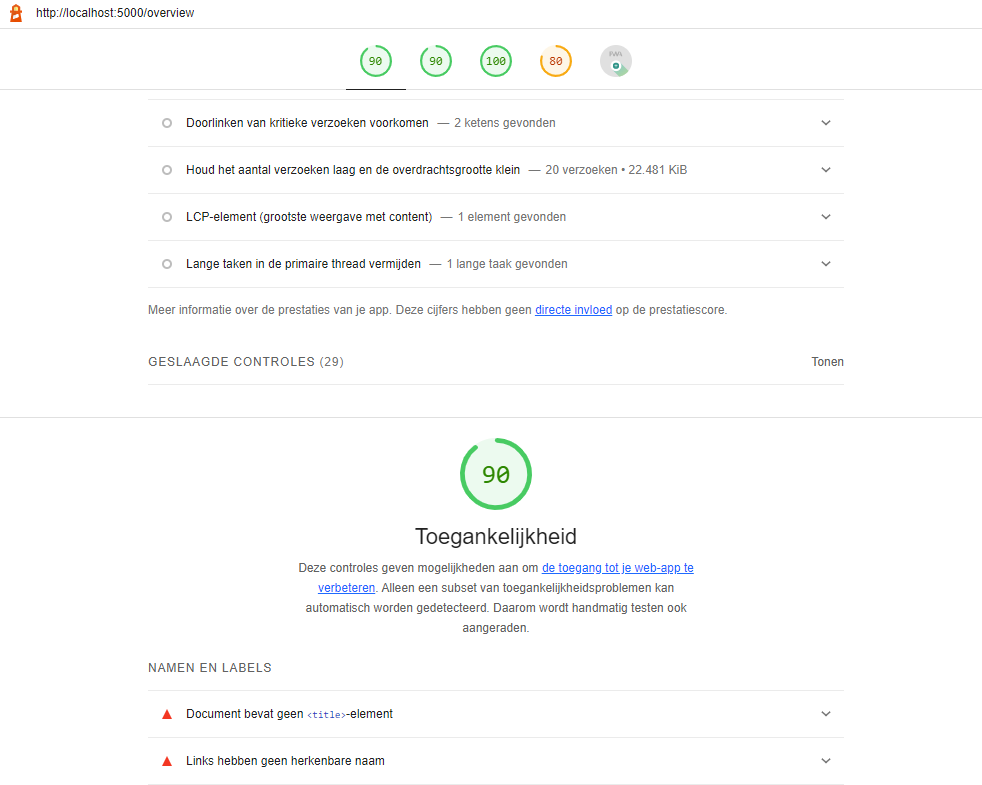 http://localhost:5000/overview
90 90 100 80 PWA
Doorlinken van kritieke verzoeken voorkomen — 2 ketens gevonden
Houd het aantal verzoeken laag en de overdrachtsgrootte klein — 20 verzoeken • 22.481 KiB
LCP-element (grootste weergave met content) — 1 element gevonden
Lange taken in de primaire thread vermijden — 1 lange taak gevonden
Meer informatie over de prestaties van je app. Deze cijfers hebben geen directe invloed op de prestatiescore.
GESLAAGDE CONTROLES (29) Tonen
90
Toegankelijkheid
Deze controles geven mogelijkheden aan om de toegang tot je web-app te
verbeteren. Alleen een subset van toegankelijkheidsproblemen kan
automatisch worden gedetecteerd. Daarom wordt handmatig testen ook
aangeraden.
NAMEN EN LABELS
Document bevat geen <title>-element
Links hebben geen herkenbare naam